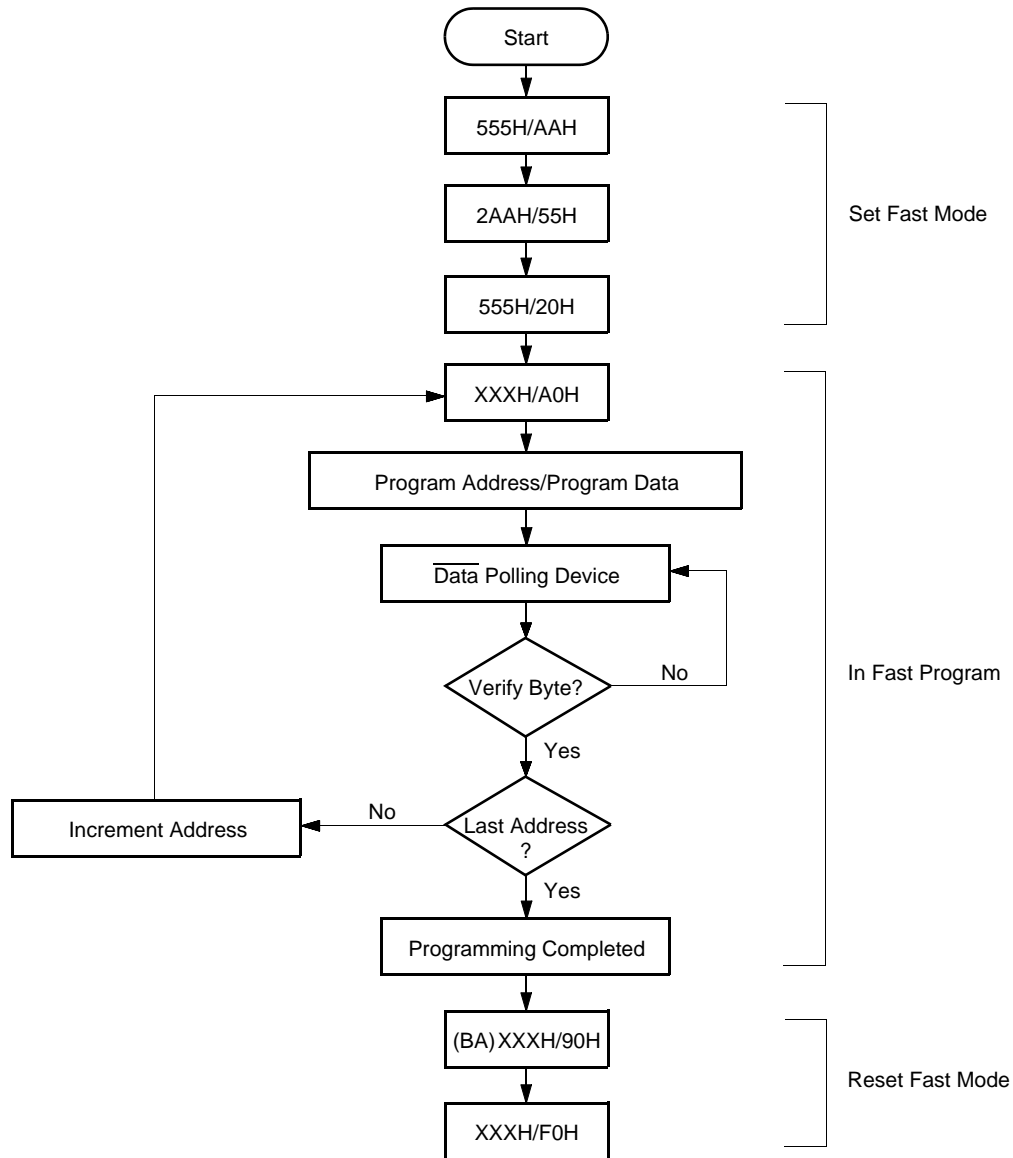 Start
555H/AAH
2AAH/55H
Set Fast Mode
555H/20H
XXXH/A0H
Program Address/Program Data
Data Polling Device
Verify Byte?
No
In Fast Program
Yes
Increment Address
No
Last Address
?
Yes
Programming Completed
(BA) XXXH/90H
Reset Fast Mode
XXXH/F0H